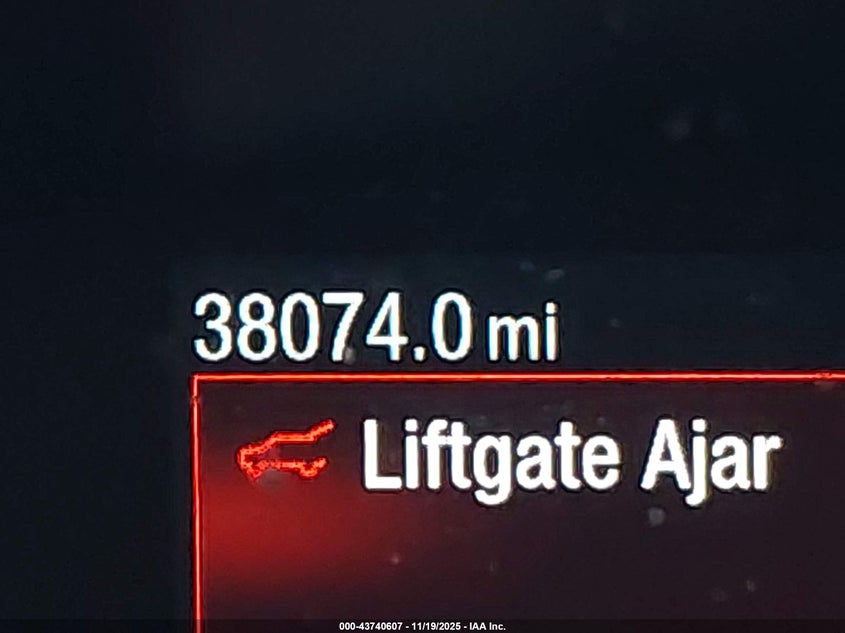 38074.0 mi
Liftgate Ajar
000-43740607 - 11/19/2025 - IAA Inc.